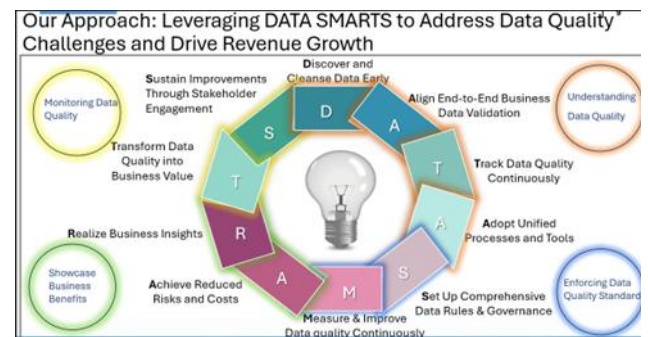 Our Approach: Leveraging DATA SMARTS to Address Data Quality
Challenges and Drive Revenue Growth
Discover and
Cleanse Data Early
Sustain Improvements
Through Stakeholder
Engagement
Monitoring Data
Quality
Understanding
Data Quality
Align End-to-End Business
Data Validation
S
D
A
Transform Data
Quality into
Business Value
T
T
Track Data Quality
Continuously
Realize Business Insights
R
A
Adopt Unified
Processes and Tools
Showcase
Business
Benefits
Achieve Reduced
Risks and Costs
A
M
S
Set Up Comprehensive
Data Rules & Governance
Enforcing Data
Quality Standard
Measure & Improve
Data quality Continuously